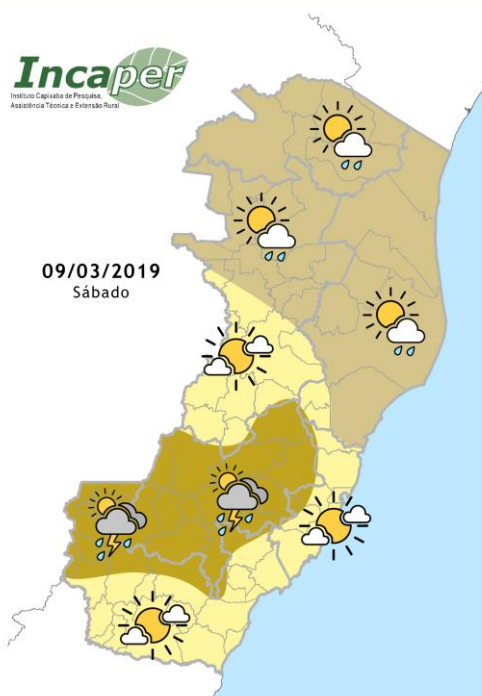 Incaper
Instituto Capixaba de Pesquisa,
Assistência Técnica e Extensão Rural
09/03/2019
Sábado